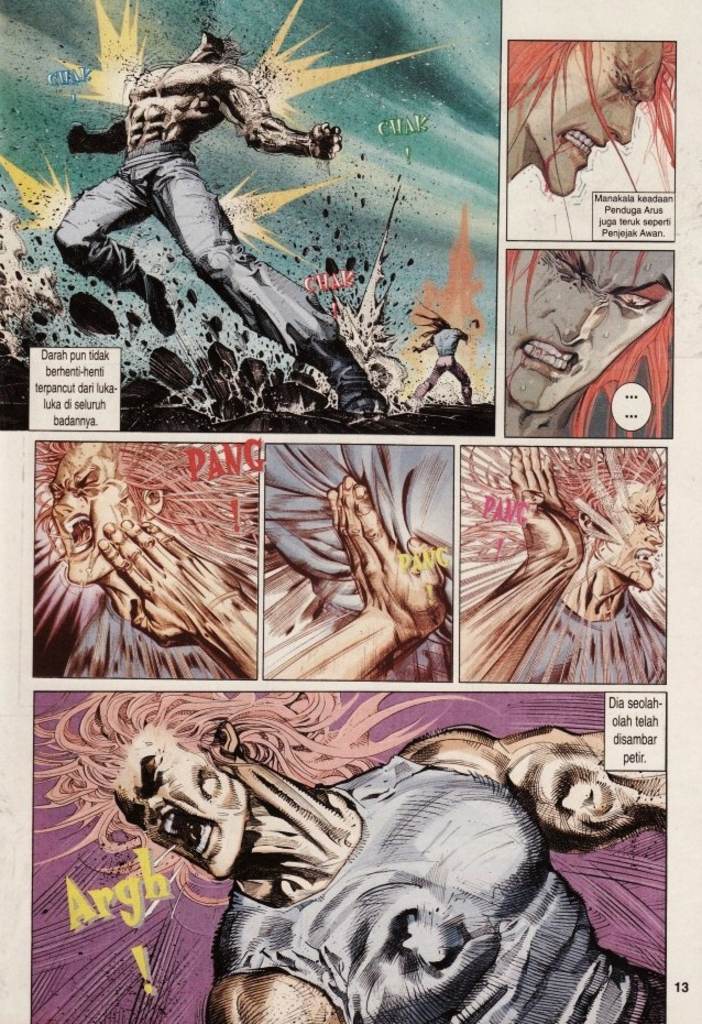 CHAK
!
CHAK
!
CHAK
!
Darah pun tidak
berhenti-henti
terpancut dari luka-
luka di seluruh
badannya.
Manakala keadaan
Penduga Arus
juga teruk seperti
Penjejak Awan.
...
...
PANG
!
PANG
!
PANG
!
Dia seolah-
olah telah
disambar
petir.
Argh
!
13